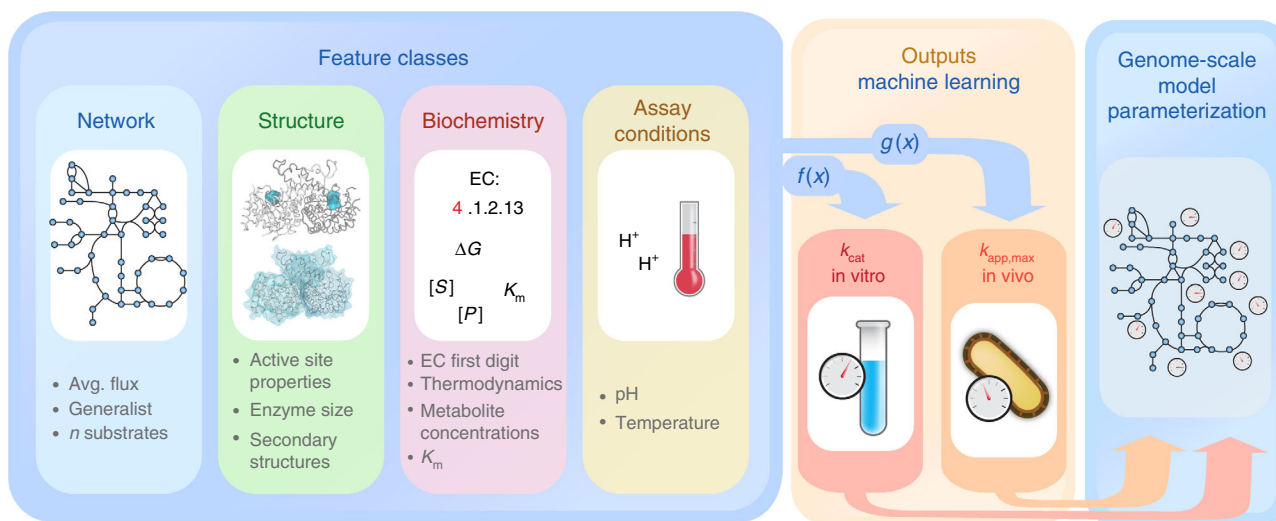 Feature classes
Network
Avg. flux
Generalist
n substrates
Structure
Active site
properties
Enzyme size
Secondary
structures
Biochemistry
EC:
4 .1.2.13
ΔG
[S]
Km
[P]
EC first digit
Thermodynamics
Metabolite
concentrations
Km
Assay
conditions
H+
H+
pH
Temperature
Outputs
machine learning
g(x)
f(x)
kcat
in vitro
kapp,max
in vivo
Genome-scale
model
parameterization